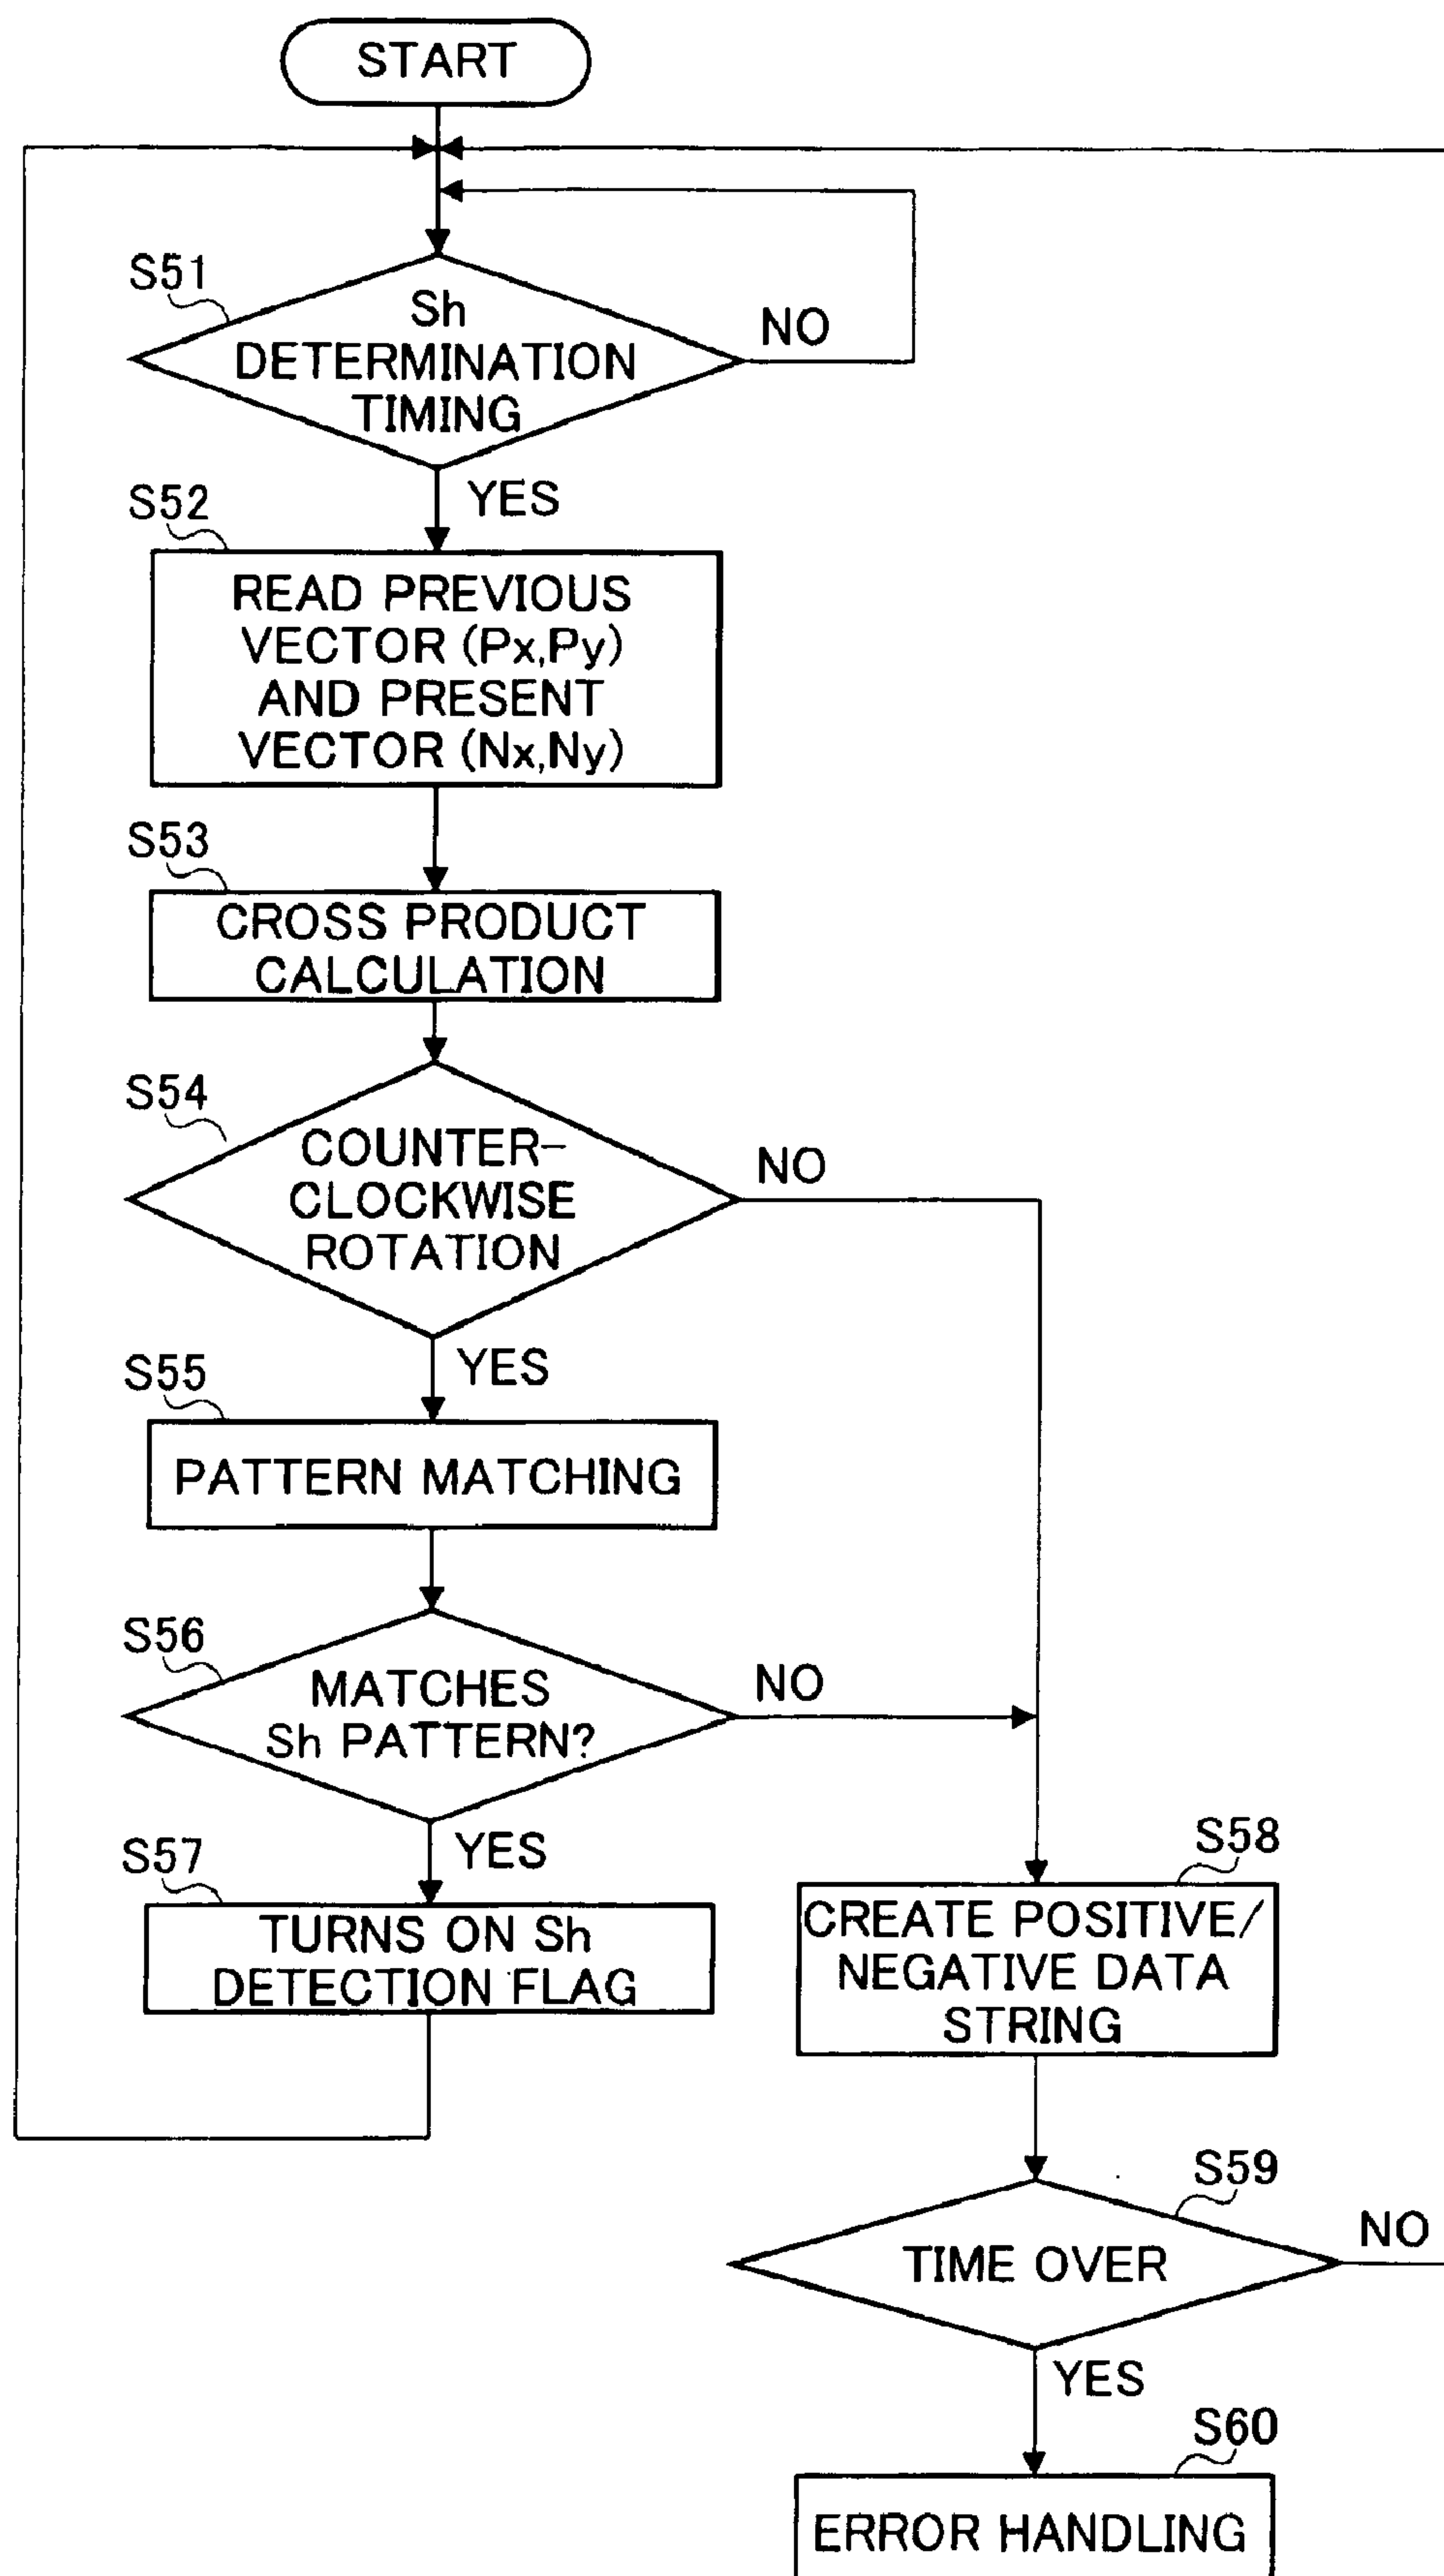 START
S51
Sh
DETERMINATION
TIMING
NO
YES
S52
READ PREVIOUS
VECTOR (Px,Py)
AND PRESENT
VECTOR (Nx,Ny)
S53
CROSS PRODUCT
CALCULATION
S54
COUNTER-
CLOCKWISE
ROTATION
NO
YES
S55
PATTERN MATCHING
S56
MATCHES
Sh PATTERN?
NO
YES
S57
TURNS ON Sh
DETECTION FLAG
S58
CREATE POSITIVE/
NEGATIVE DATA
STRING
S59
TIME OVER
NO
YES
S60
ERROR HANDLING